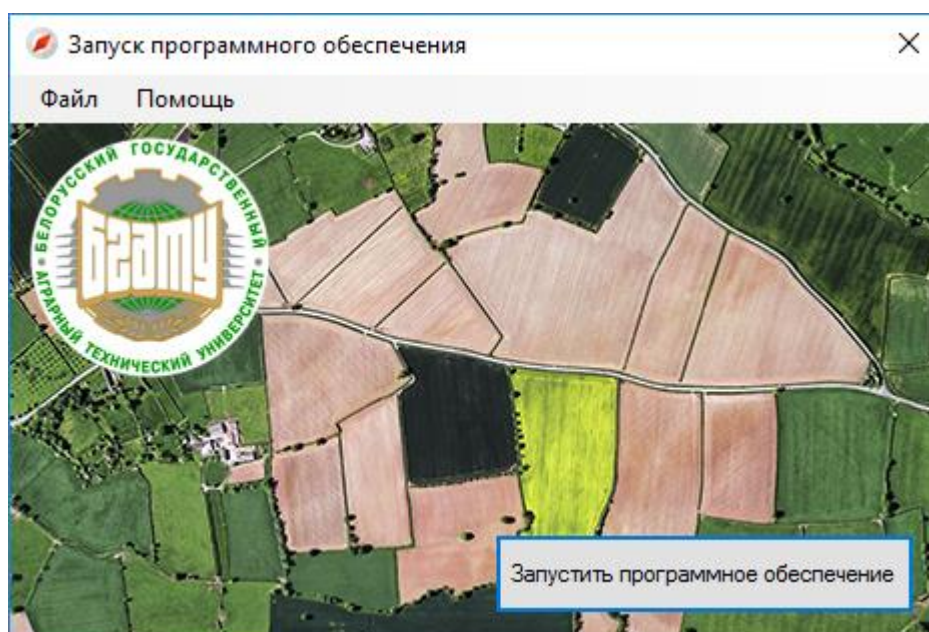 Запуск программного обеспечения
Файл Помощь
БЕЛОРУССКИЙ ГОСУДАРСТВЕННЫЙ
БГАТУ
АГРАРНЫЙ ТЕХНИЧЕСКИЙ УНИВЕРСИТЕТ
Запустить программное обеспечение